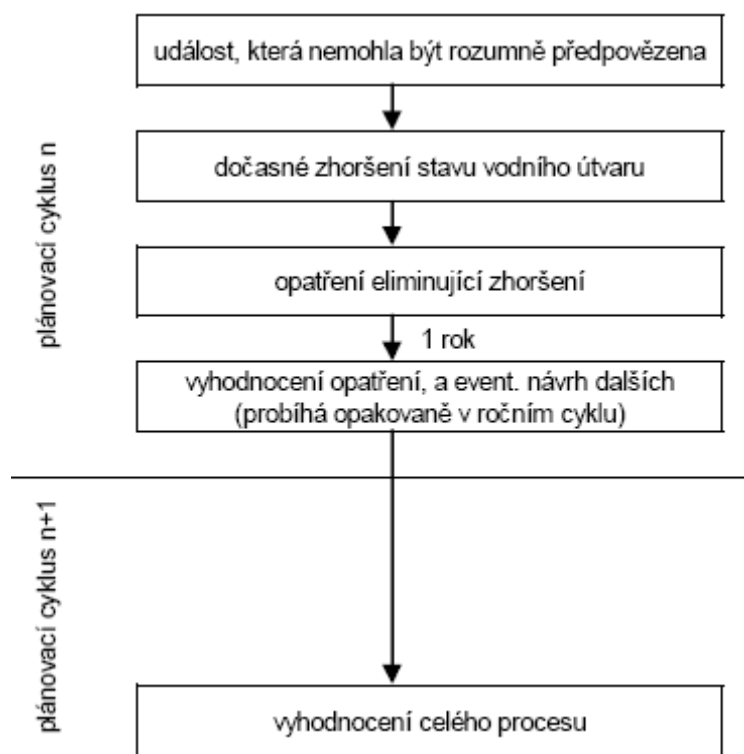 událost, která nemohla být rozumně předpovězena
dočasné zhoršení stavu vodního útvaru
opatření eliminující zhoršení
1 rok
vyhodnocení opatření, a event. návrh dalších
(probíhá opakovaně v ročním cyklu)
plánovací cyklus n
plánovací cyklus n+1
vyhodnocení celého procesu